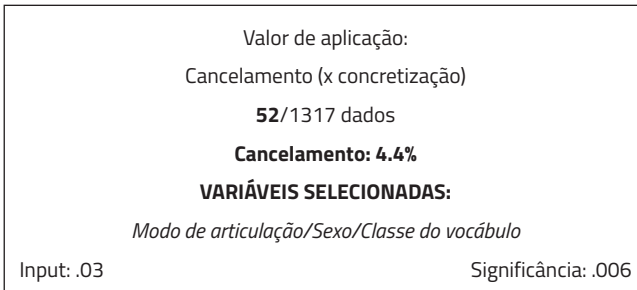 Valor de aplicação:
Cancelamento (x concretização)
52/1317 dados
Cancelamento: 4.4%
VARIÁVEIS SELECIONADAS:
Modo de articulação/Sexo/Classe do vocábulo
Input: .03 Significância: .006